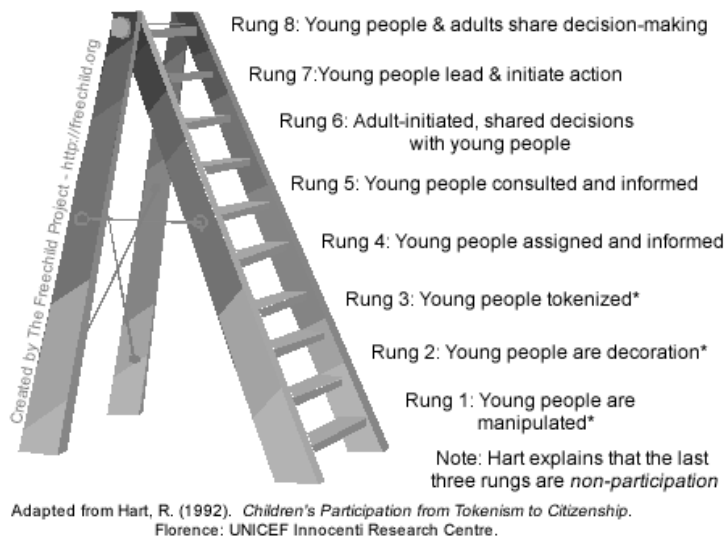 Rung 8: Young people & adults share decision-making
Rung 7:Young people lead & initiate action
Rung 6: Adult-initiated, shared decisions
with young people
Rung 5: Young people consulted and informed
Rung 4: Young people assigned and informed
Rung 3: Young people tokenized*
Rung 2: Young people are decoration*
Rung 1: Young people are
manipulated*
Note: Hart explains that the last
three rungs are non-participation
Created by The Freechild Project - http://freechild.org
Adapted from Hart, R. (1992). Children's Participation from Tokenism to Citizenship.
Florence: UNICEF Innocenti Research Centre.